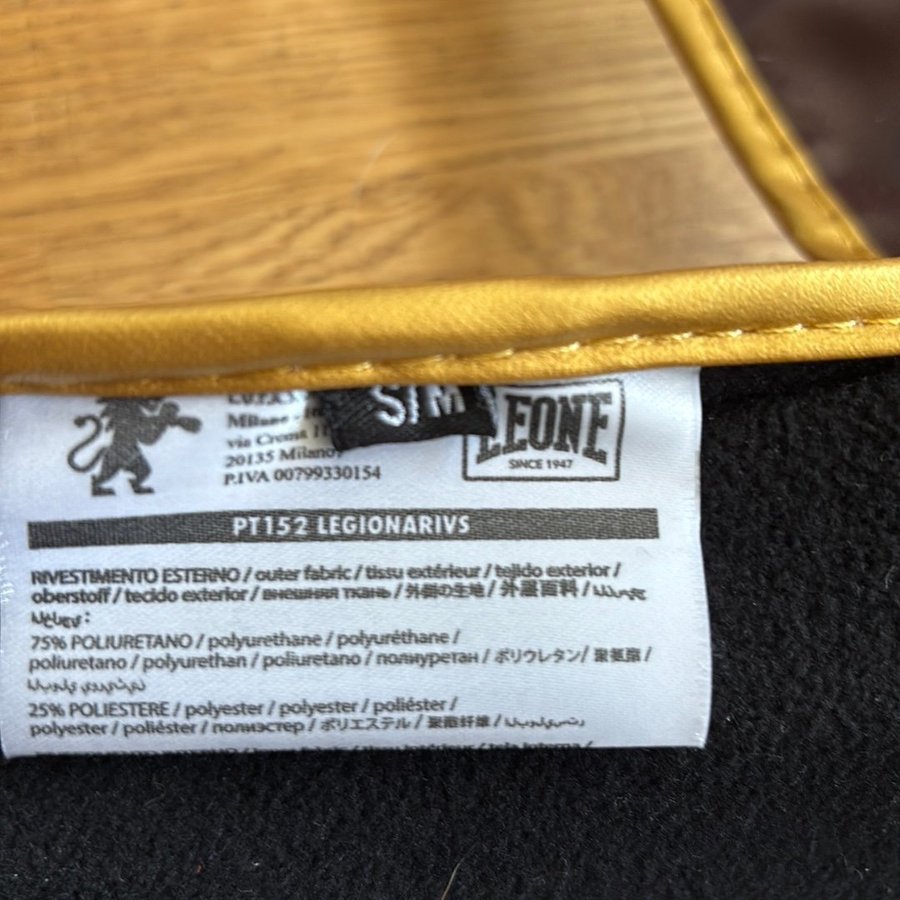 S/M
Milano
via Crema
20135 Milano
P.IVA 00799330154
LEONE
SINCE 1947
PT152 LEGIONARIVS
RIVESTIMENTO ESTERNO / outer fabric / tissu extérieur / tejido exterior /
oberstoff / tecido exterior / внешняя ткань / 外側の生地 / 外层面料 /
75% POLIURETANO / polyurethane / polyuréthane /
poliuretano / polyurethan / poliuretano / полиуретан / ポリウレタン / 聚氨酯 /
25% POLIESTERE / polyester / polyester / poliéster /
polyester / poliéster / полиэстер / ポリエステル / 聚酯纤维 /